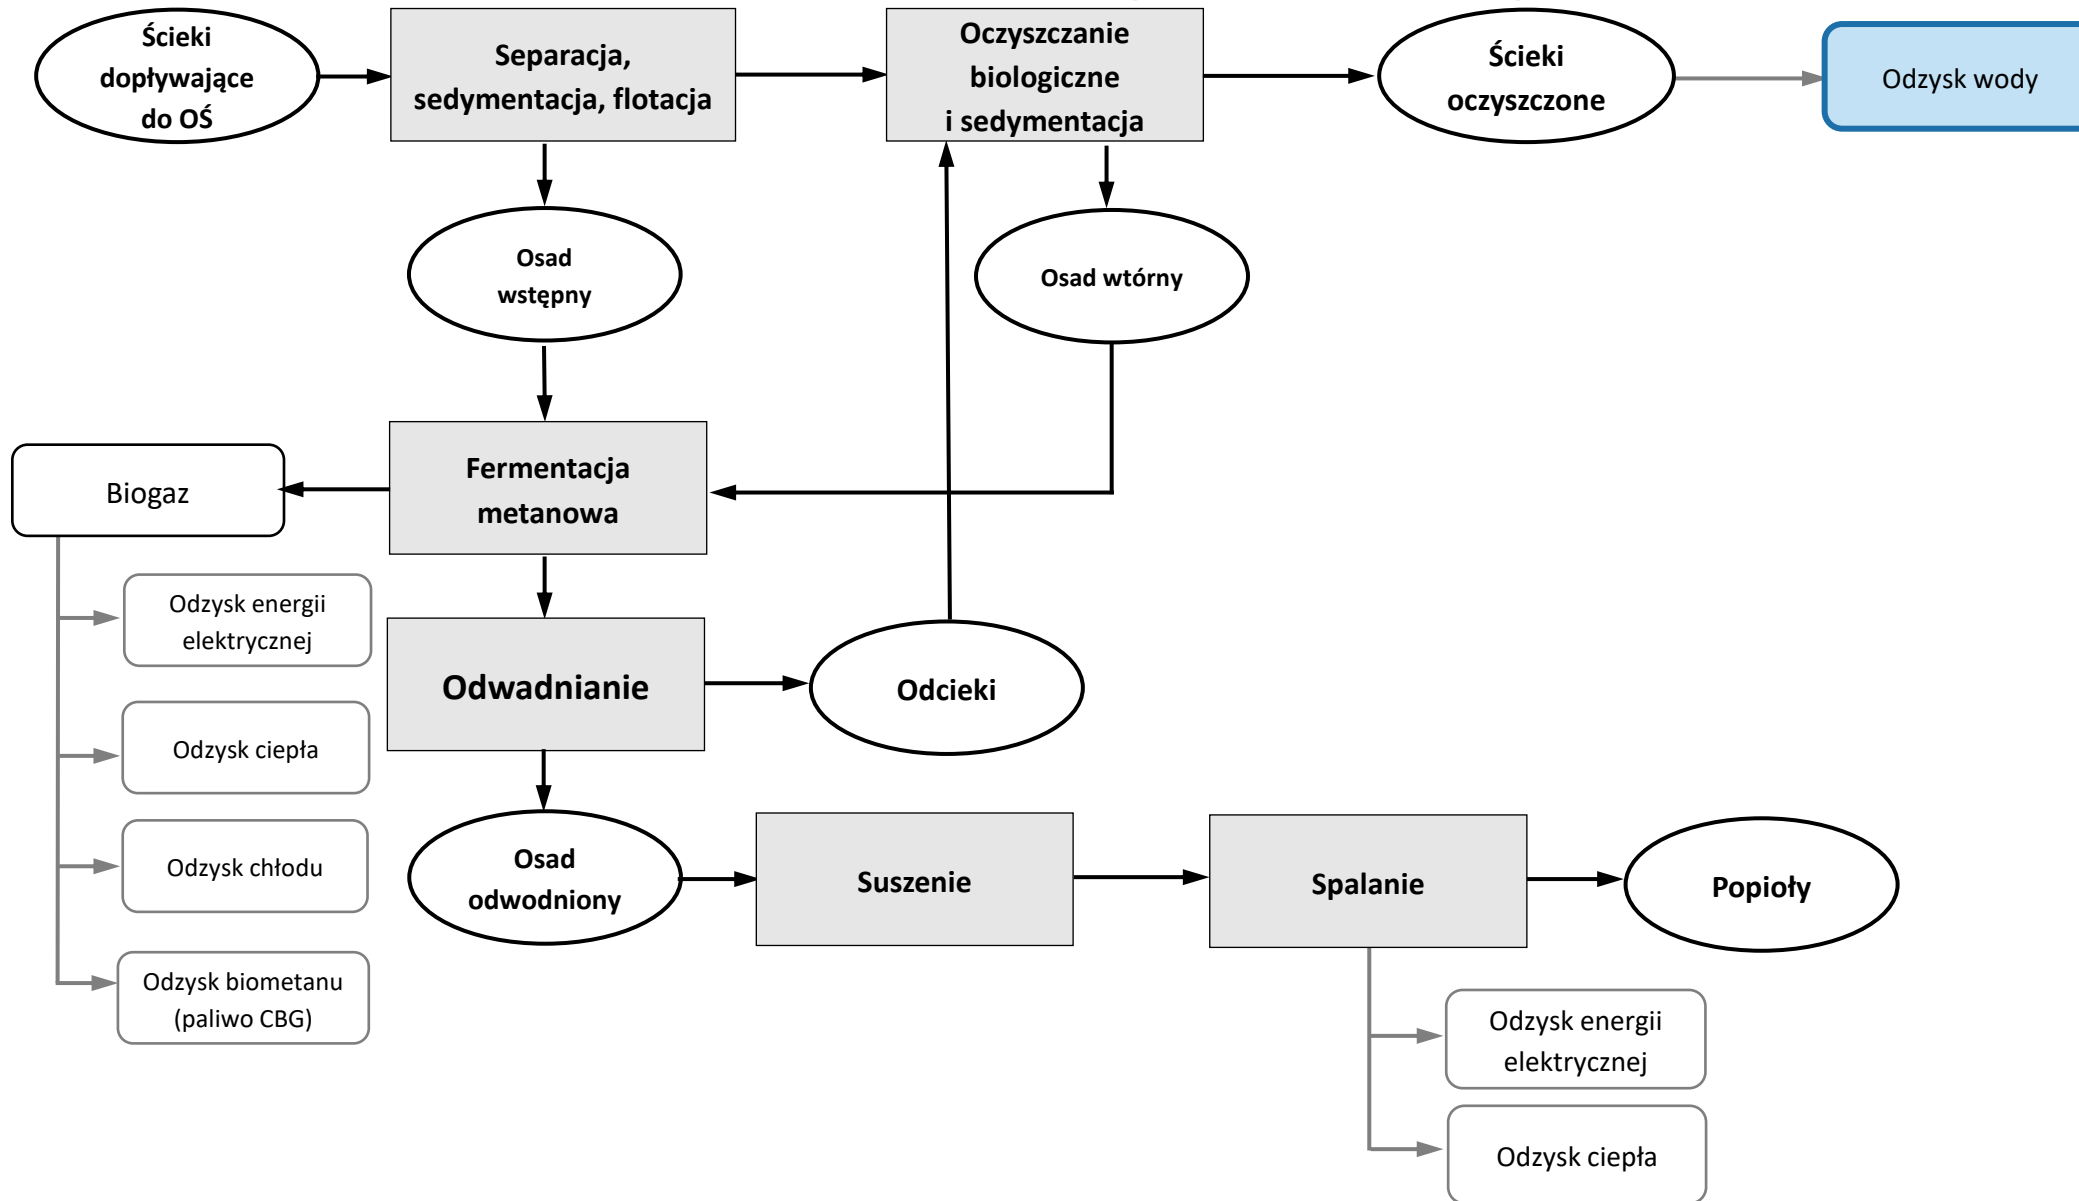 Ścieki
dopływające
do OŚ
Separacja,
sedymentacja, flotacja
Oczyszczanie
biologiczne
i sedymentacja
Ścieki
oczyszczone
Odzysk wody
Osad
wstępny
Osad wtórny
Biogaz
Fermentacja
metanowa
Odzysk energii
elektrycznej
Odwadnianie
Odcieki
Odzysk ciepła
Odzysk chłodu
Osad
odwodniony
Suszenie
Spalanie
Popioły
Odzysk biometanu
(paliwo CBG)
Odzysk energii
elektrycznej
Odzysk ciepła